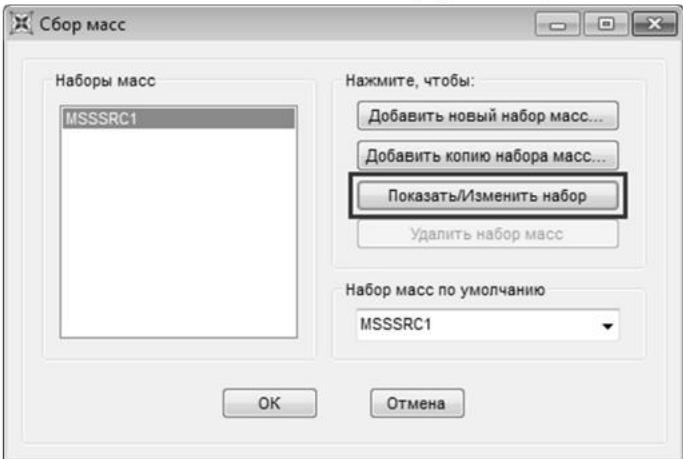 Сбор масс
Наборы масс
MSSSRC1
Нажмите, чтобы:
Добавить новый набор масс...
Добавить копию набора масс...
Показать/Изменить набор
Удалить набор масс
Набор масс по умолчанию
MSSSRC1
OK
Отмена